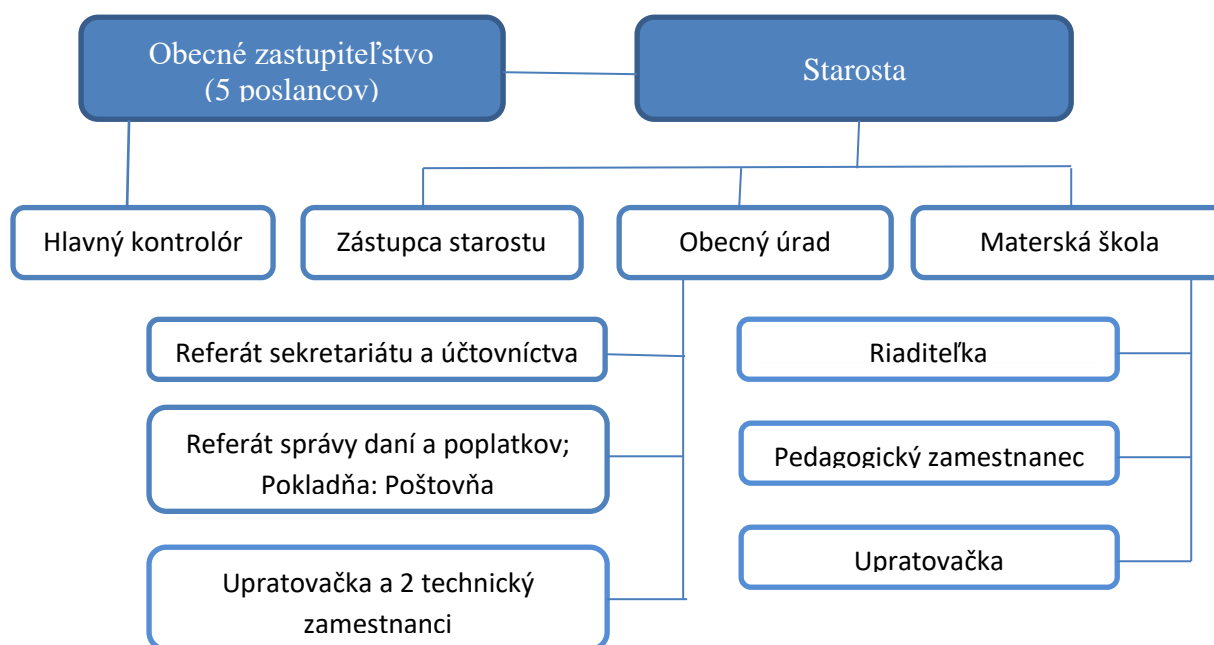 Obecné zastupiteľstvo
(5 poslancov)
Starosta
Hlavný kontrolór
Zástupca starostu
Obecný úrad
Materská škola
Referát sekretariátu a účtovníctva
Riaditeľka
Referát správy daní a poplatkov;
Pokladňa: Poštovňa
Pedagogický zamestnanec
Upratovačka a 2 technický
zamestnanci
Upratovačka